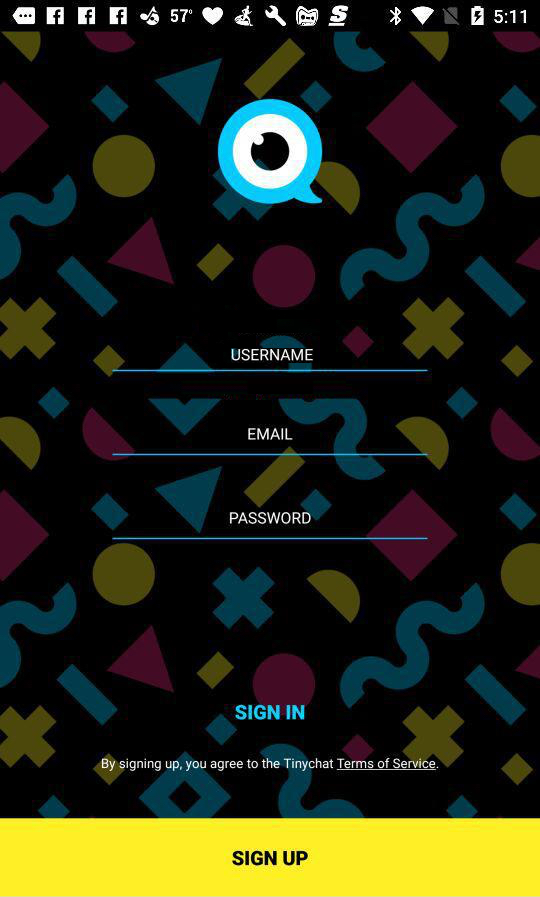 57° 5:11
USERNAME
EMAIL
PASSWORD
SIGN IN
By signing up, you agree to the Tinychat Terms of Service.
SIGN UP